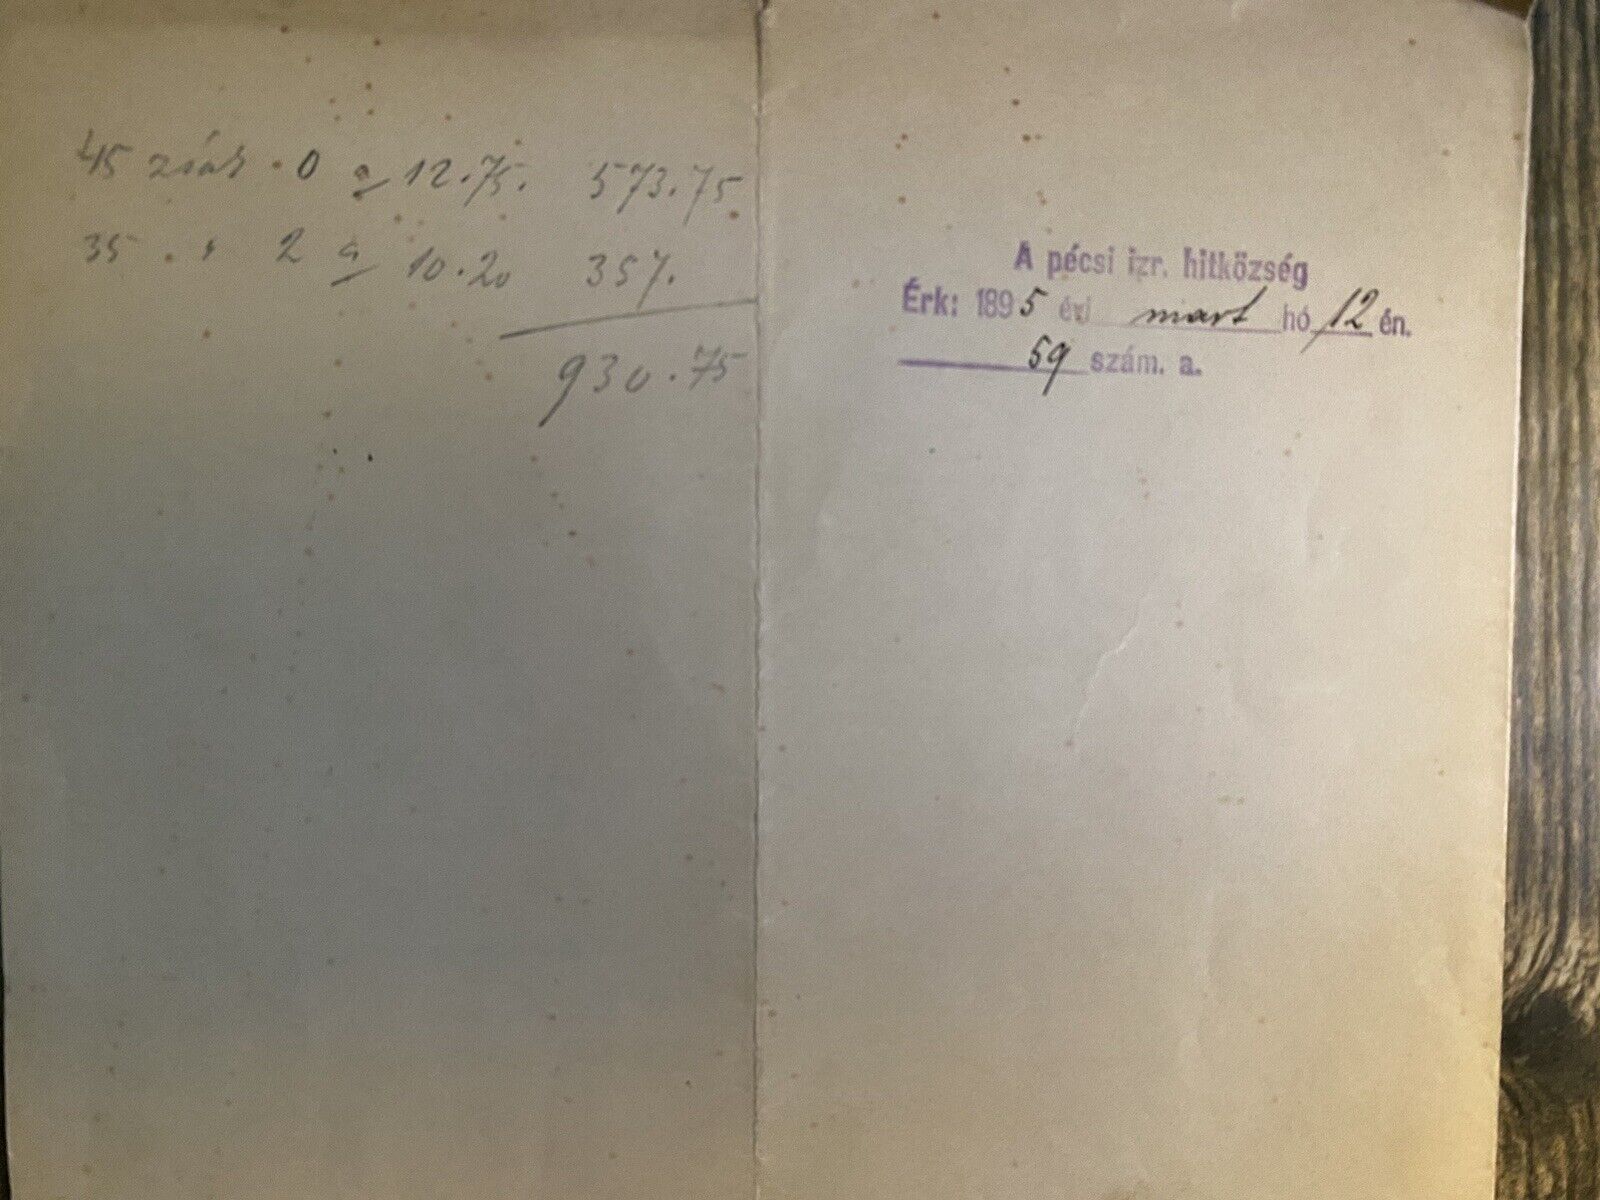 45 zsák 0 a 12.75. 573.75
35 " 2 a 10.20 357.
930.75
A pécsi izr. hitközség
Érk: 1895 évi mart hó 12 én.
59 szám. a.